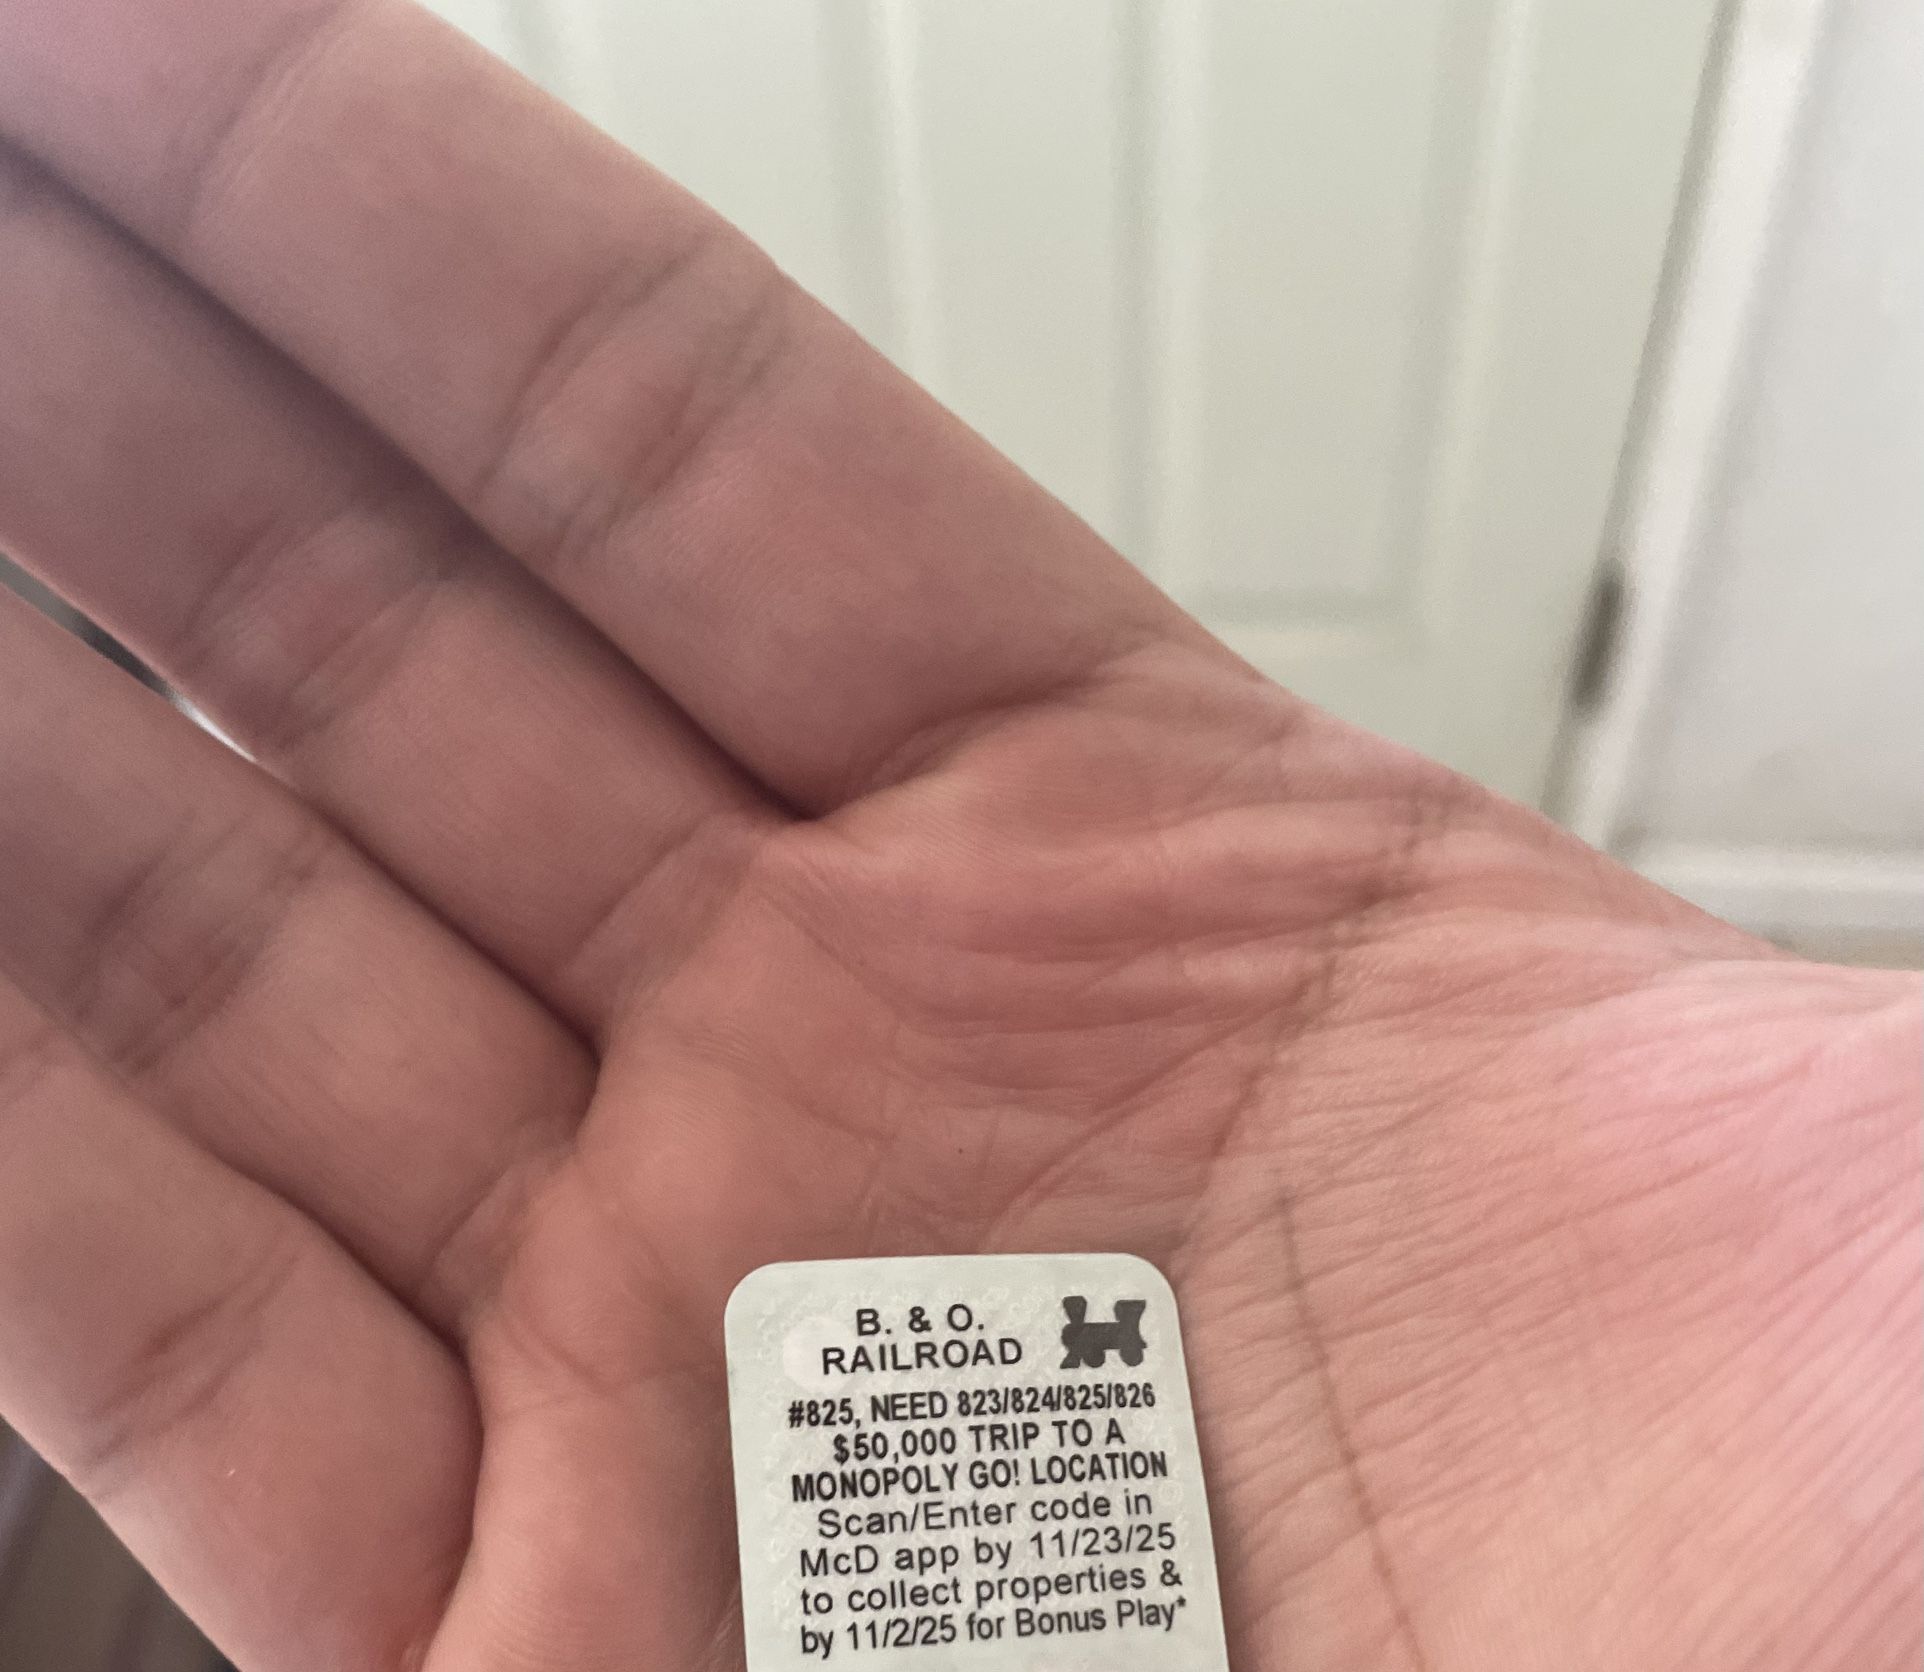 B. & O.
RAILROAD
#825, NEED 823/824/825/826
$50,000 TRIP TO A
MONOPOLY GO! LOCATION
Scan/Enter code in
McD app by 11/23/25
to collect properties &
by 11/2/25 for Bonus Play*